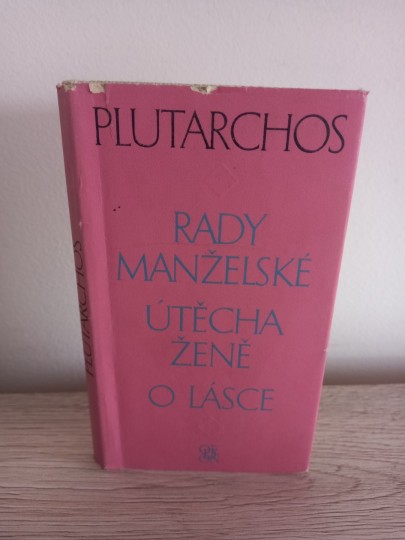 PLUTARCHOS
RADY
MANŽELSKÉ
ÚTĚCHA
ŽENĚ
O LÁSCE
PLUTARCHOS